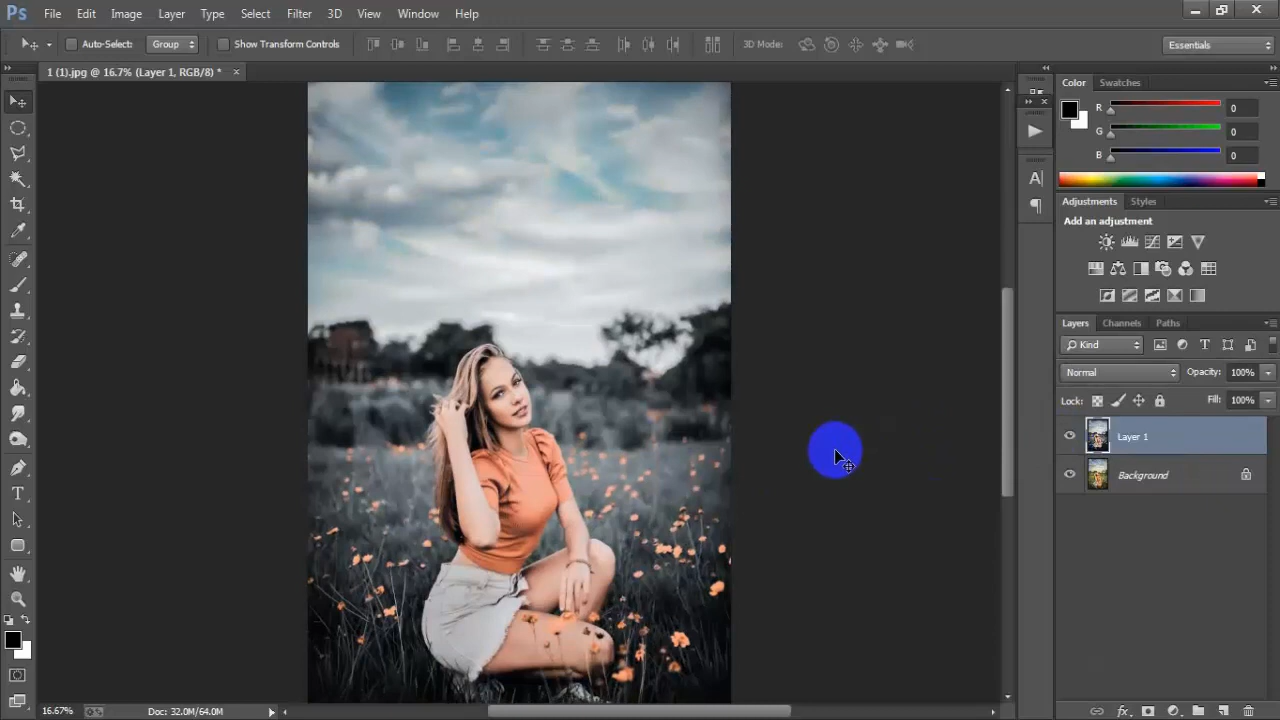 Ps File Edit Image Layer Type Select Filter 3D View Window Help
Auto-Select: Group Show Transform Controls 3D Mode: Essentials
1 (1).jpg @ 16.7% (Layer 1, RGB/8) * ×
Color Swatches
R 0
G 0
B 0
Adjustments Styles
Add an adjustment
Layers Channels Paths
Kind
Normal Opacity: 100%
Lock: Fill: 100%
Layer 1
Background
16.67% Doc: 32.0M/64.0M